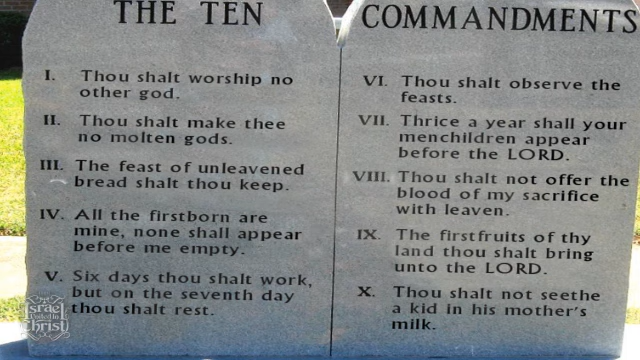 THE TEN
I. Thou shalt worship no
other god.
II. Thou shalt make thee
no molten gods.
III. The feast of unleavened
bread shalt thou keep.
IV. All the firstborn are
mine, none shall appear
before me empty.
V. Six days thou shalt work,
but on the seventh day
thou shalt rest.
COMMANDMENTS
VI. Thou shalt observe the
feasts.
VII. Thrice a year shall your
menchildren appear
before the LORD.
VIII. Thou shalt not offer the
blood of my sacrifice
with leaven.
IX. The firstfruits of thy
land thou shalt bring
unto the LORD.
X. Thou shalt not seethe
a kid in his mother's
milk.
Israel
United in
Christ